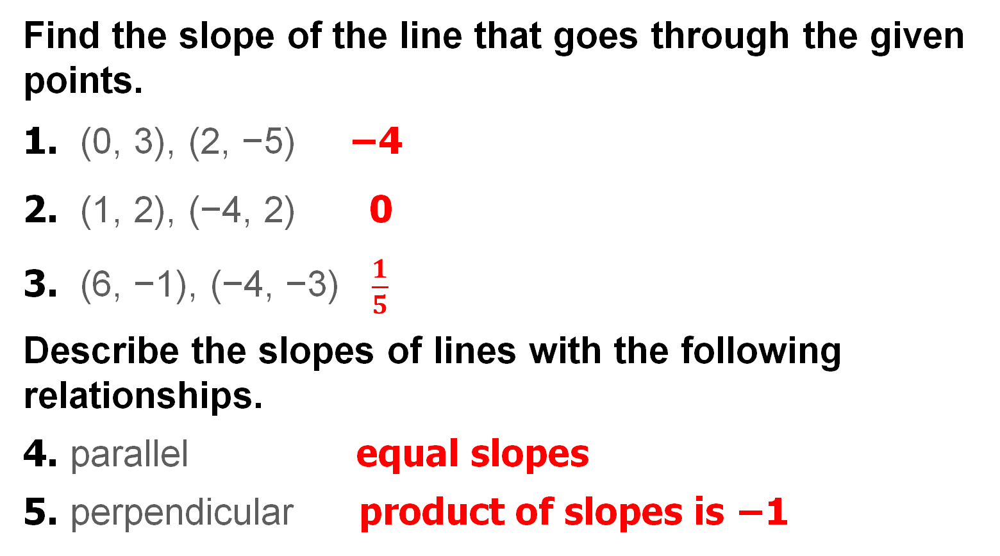 Find the slope of the line that goes through the given
points.
1. (0, 3), (2, −5) −4
2. (1, 2), (−4, 2) 0
3. (6, −1), (−4, −3) 1/5
Describe the slopes of lines with the following
relationships.
4. parallel equal slopes
5. perpendicular product of slopes is −1